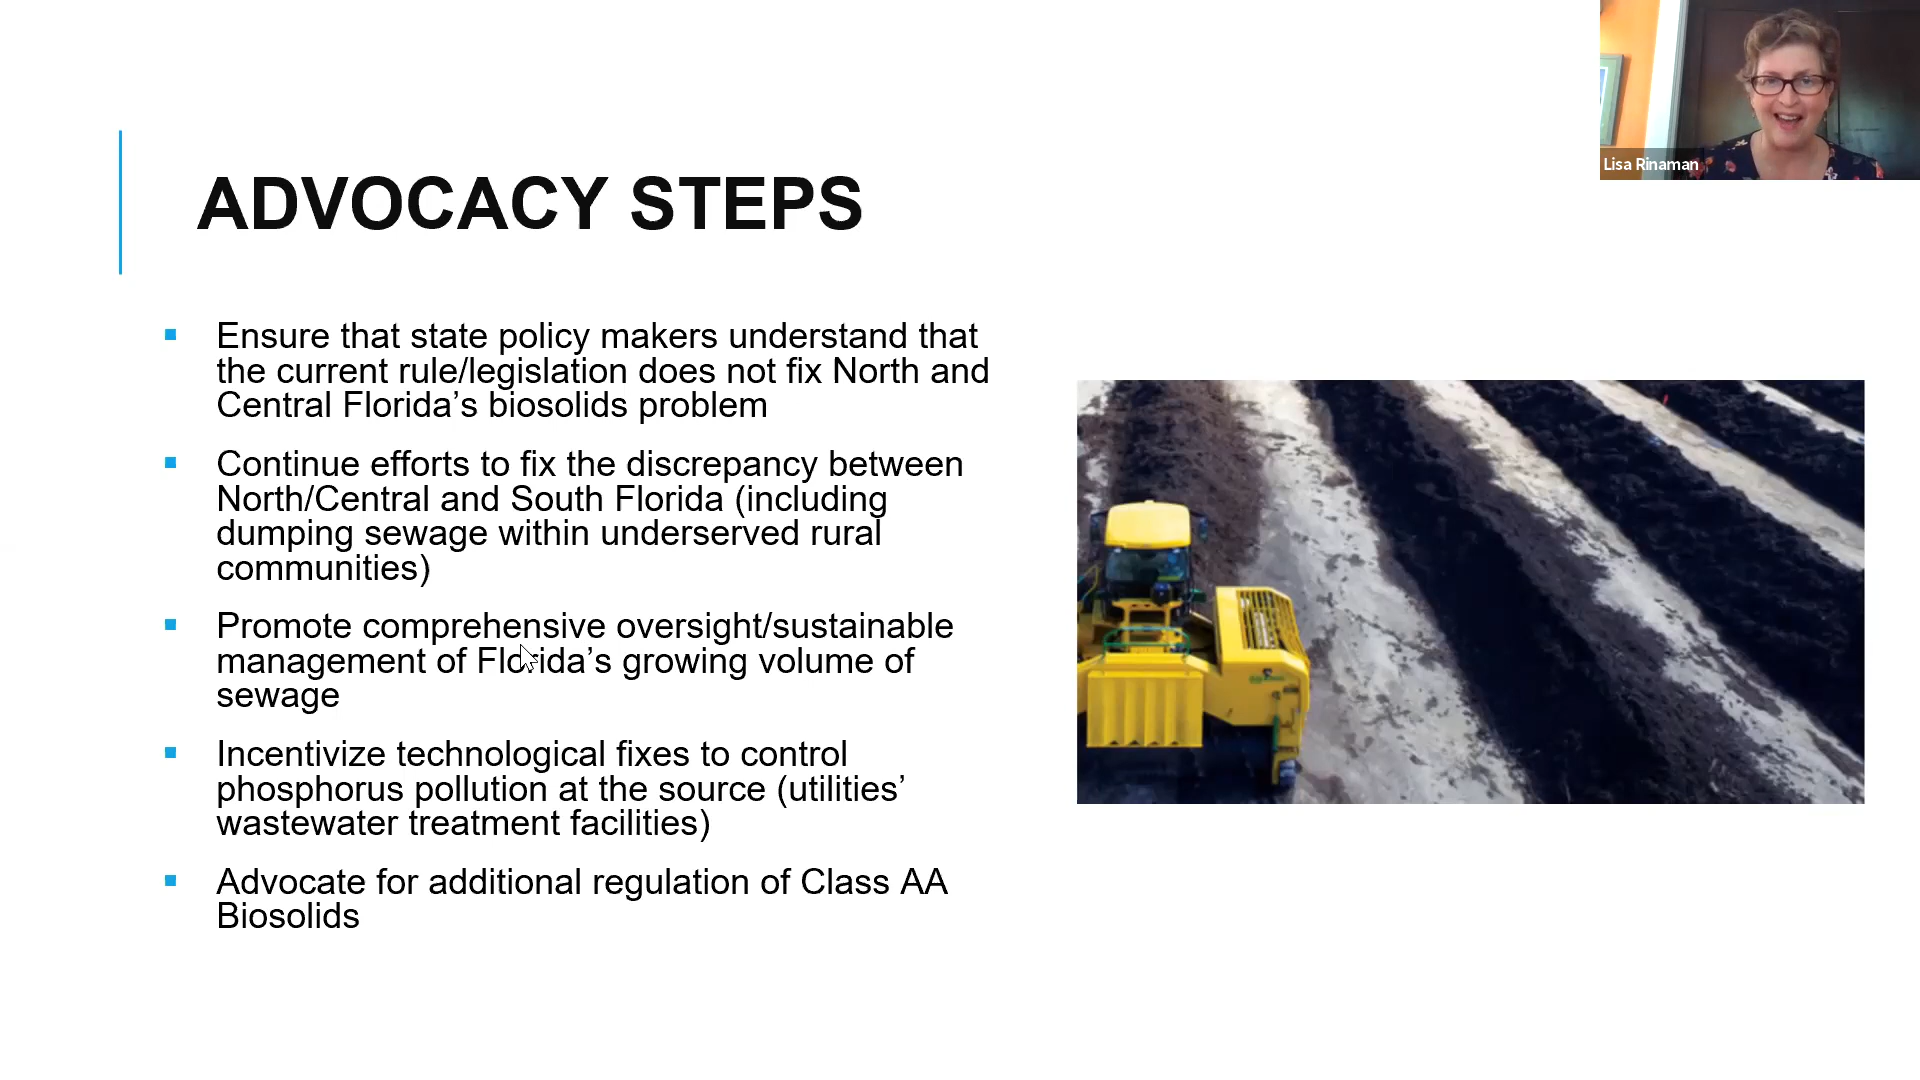 Lisa Rinaman
ADVOCACY STEPS
Ensure that state policy makers understand that
the current rule/legislation does not fix North and
Central Florida’s biosolids problem
Continue efforts to fix the discrepancy between
North/Central and South Florida (including
dumping sewage within underserved rural
communities)
Promote comprehensive oversight/sustainable
management of Florida’s growing volume of
sewage
Incentivize technological fixes to control
phosphorus pollution at the source (utilities’
wastewater treatment facilities)
Advocate for additional regulation of Class AA
Biosolids